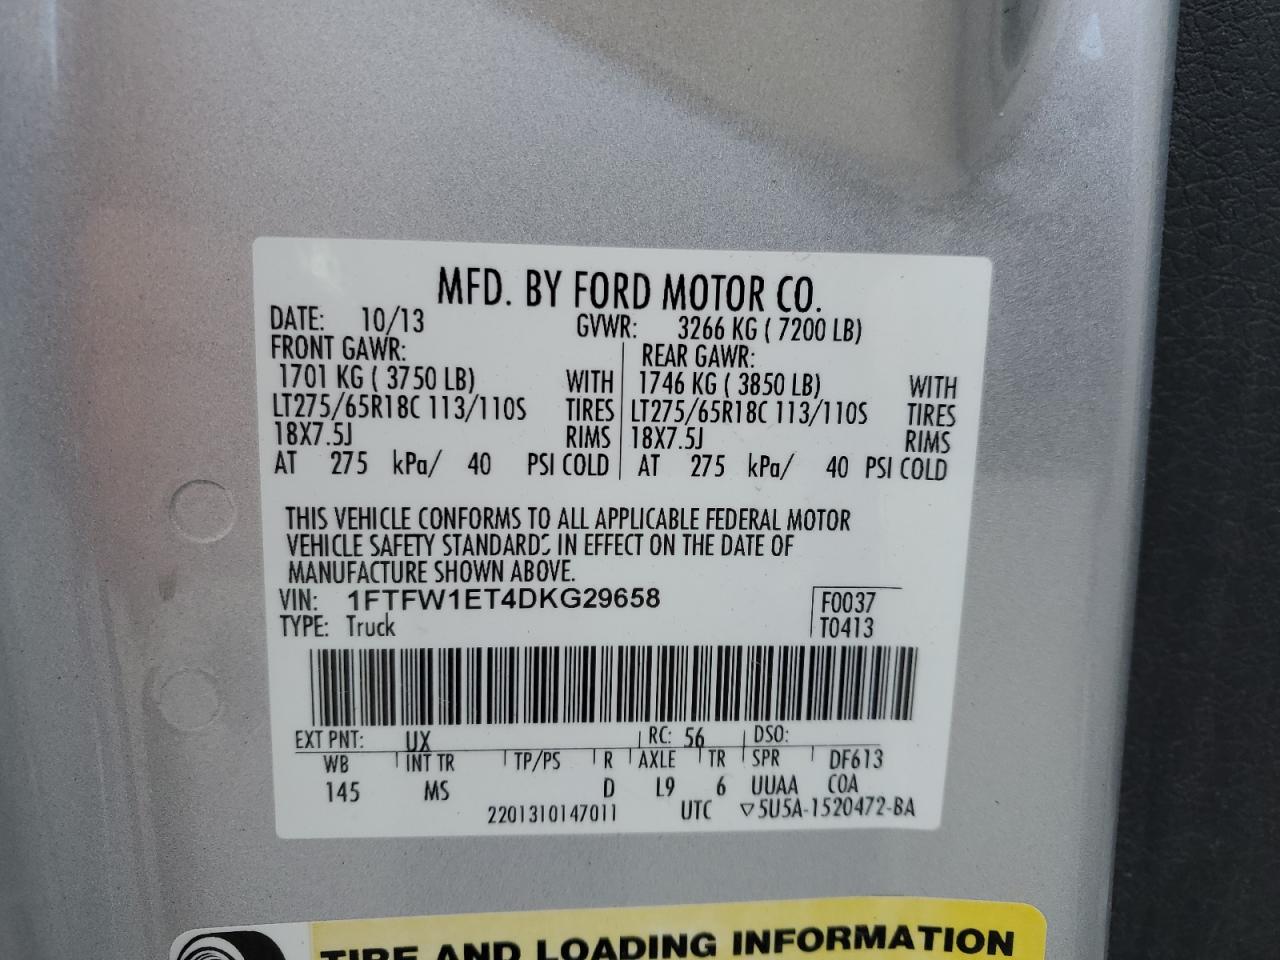 MFD. BY FORD MOTOR CO.
DATE: 10/13 GVWR: 3266 KG ( 7200 LB)
FRONT GAWR: REAR GAWR:
1701 KG ( 3750 LB) WITH 1746 KG ( 3850 LB) WITH
LT275/65R18C 113/110S TIRES LT275/65R18C 113/110S TIRES
18X7.5J RIMS 18X7.5J RIMS
AT 275 kPa/ 40 PSI COLD AT 275 kPa/ 40 PSI COLD
THIS VEHICLE CONFORMS TO ALL APPLICABLE FEDERAL MOTOR
VEHICLE SAFETY STANDARDS IN EFFECT ON THE DATE OF
MANUFACTURE SHOWN ABOVE.
VIN: 1FTFW1ET4DKG29658 F0037
TYPE: Truck T0413
EXT PNT: UX RC: 56 DSO:
WB INT TR TP/PS R AXLE TR SPR DF613
145 MS D L9 6 UUAA COA
2201310147011 UTC ▽5U5A-1520472-BA
TIRE AND LOADING INFORMATION